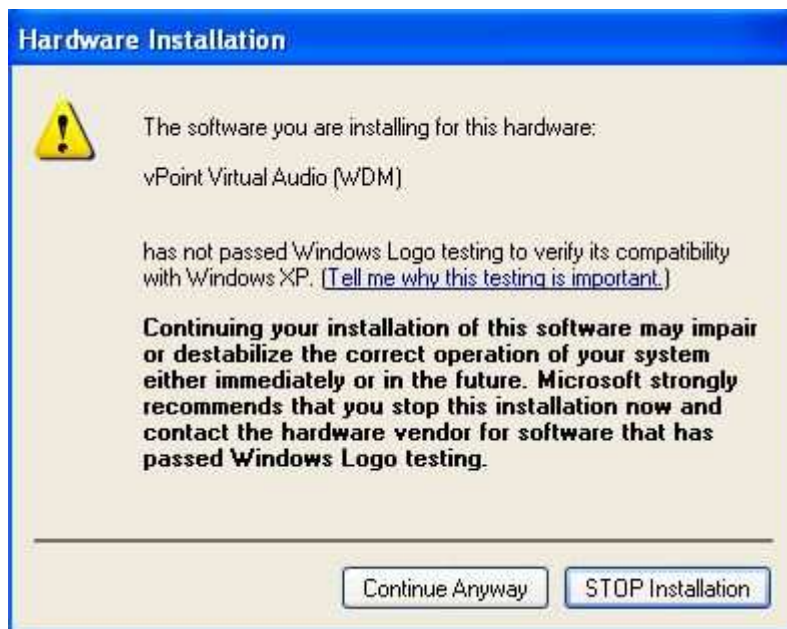 Hardware Installation
The software you are installing for this hardware:
vPoint Virtual Audio (WDM)
has not passed Windows Logo testing to verify its compatibility
with Windows XP. (Tell me why this testing is important.)
Continuing your installation of this software may impair
or destabilize the correct operation of your system
either immediately or in the future. Microsoft strongly
recommends that you stop this installation now and
contact the hardware vendor for software that has
passed Windows Logo testing.
Continue Anyway
STOP Installation